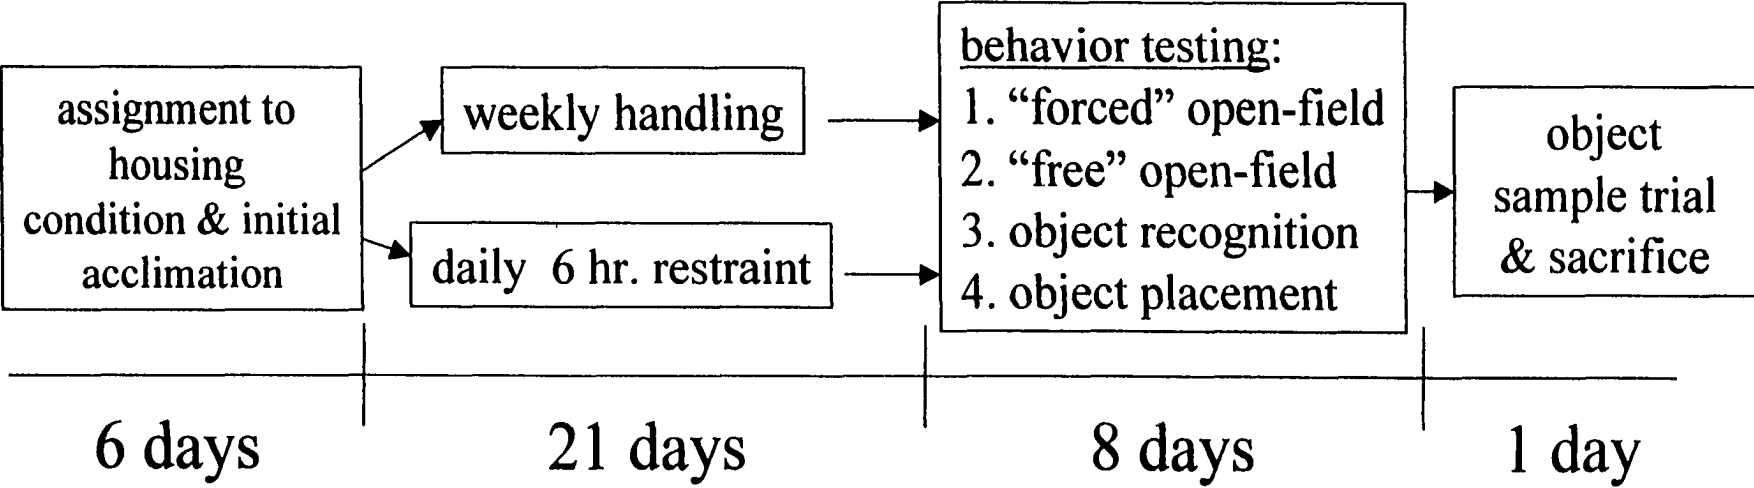 assignment to
housing
condition & initial
acclimation
weekly handling
daily 6 hr. restraint
behavior testing:
1. “forced” open-field
2. “free” open-field
3. object recognition
4. object placement
object
sample trial
& sacrifice
6 days
21 days
8 days
1 day